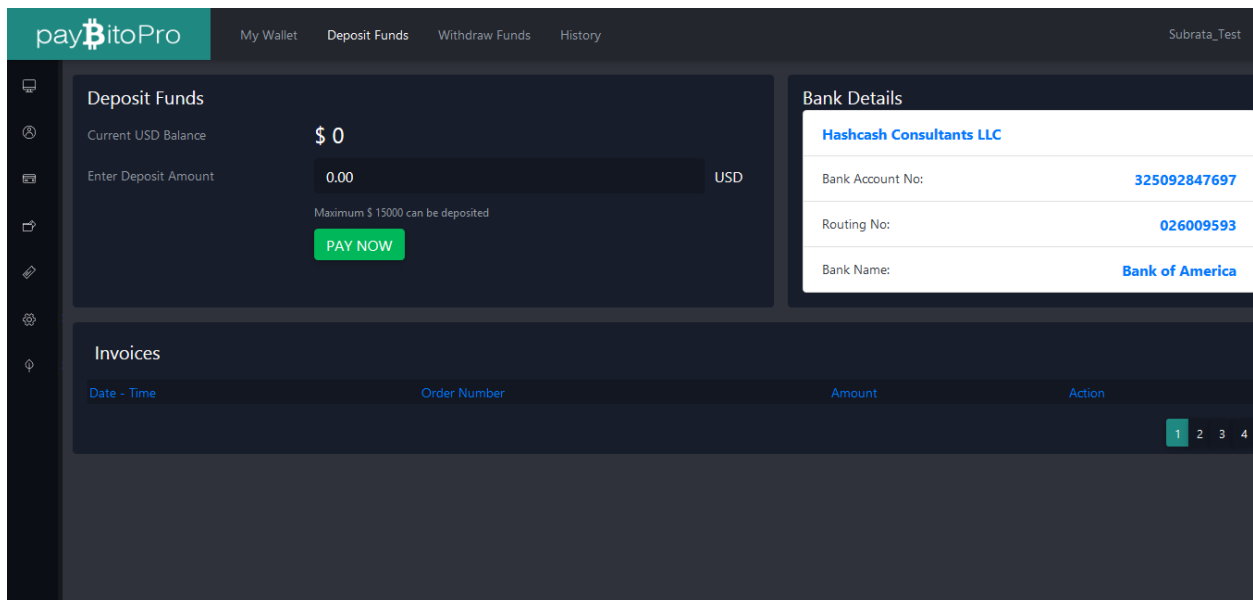 pay₿itoPro My Wallet Deposit Funds Withdraw Funds History Subrata_Test
Deposit Funds
Current USD Balance $ 0
Enter Deposit Amount 0.00 USD
Maximum $ 15000 can be deposited
PAY NOW
Bank Details
Hashcash Consultants LLC
Bank Account No: 325092847697
Routing No: 026009593
Bank Name: Bank of America
Invoices
Date - Time Order Number Amount Action
1 2 3 4